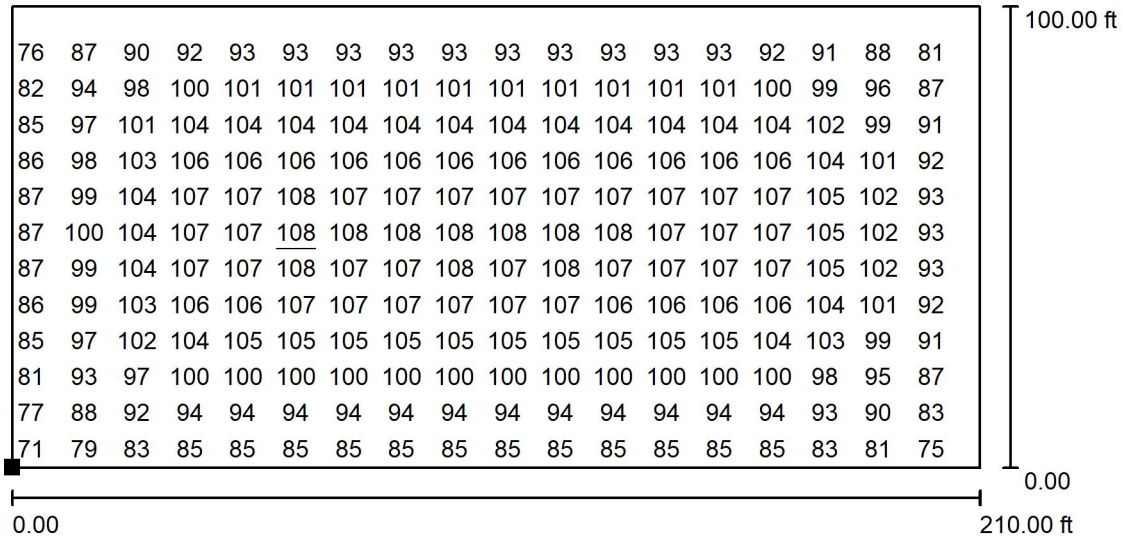 100.00 ft
76 87 90 92 93 93 93 93 93 93 93 93 93 93 92 91 88 81
82 94 98 100 101 101 101 101 101 101 101 101 101 101 100 99 96 87
85 97 101 104 104 104 104 104 104 104 104 104 104 104 104 102 99 91
86 98 103 106 106 106 106 106 106 106 106 106 106 106 106 104 101 92
87 99 104 107 107 108 107 107 107 107 107 107 107 107 107 105 102 93
87 100 104 107 107 108 108 108 108 108 108 108 107 107 107 105 102 93
87 99 104 107 107 108 107 107 108 107 108 107 107 107 107 105 102 93
86 99 103 106 106 107 107 107 107 107 107 106 106 106 106 104 101 92
85 97 102 104 105 105 105 105 105 105 105 105 105 105 104 103 99 91
81 93 97 100 100 100 100 100 100 100 100 100 100 100 100 98 95 87
77 88 92 94 94 94 94 94 94 94 94 94 94 94 94 93 90 83
71 79 83 85 85 85 85 85 85 85 85 85 85 85 85 83 81 75
0.00
0.00 210.00 ft